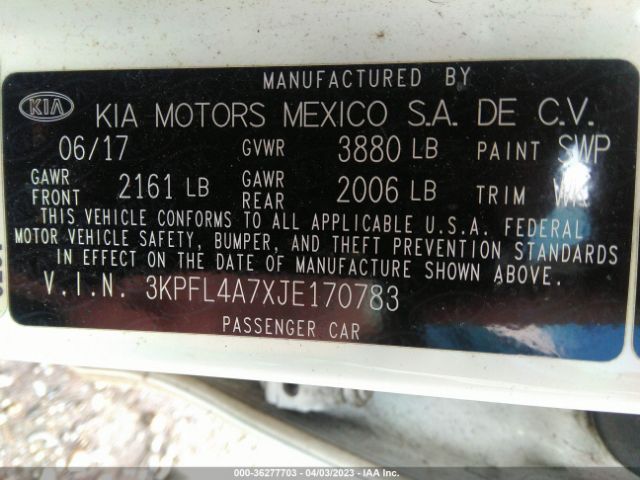 MANUFACTURED BY
KIA KIA MOTORS MEXICO S.A. DE C.V.
06/17 GVWR 3880 LB PAINT SWP
GAWR FRONT 2161 LB GAWR REAR 2006 LB TRIM
THIS VEHICLE CONFORMS TO ALL APPLICABLE U.S.A. FEDERAL
MOTOR VEHICLE SAFETY, BUMPER, AND THEFT PREVENTION STANDARDS
IN EFFECT ON THE DATE OF MANUFACTURE SHOWN ABOVE.
V.I.N. 3KPFL4A7XJE170783
PASSENGER CAR
000-36277703 - 04/03/2023 - IAA Inc.